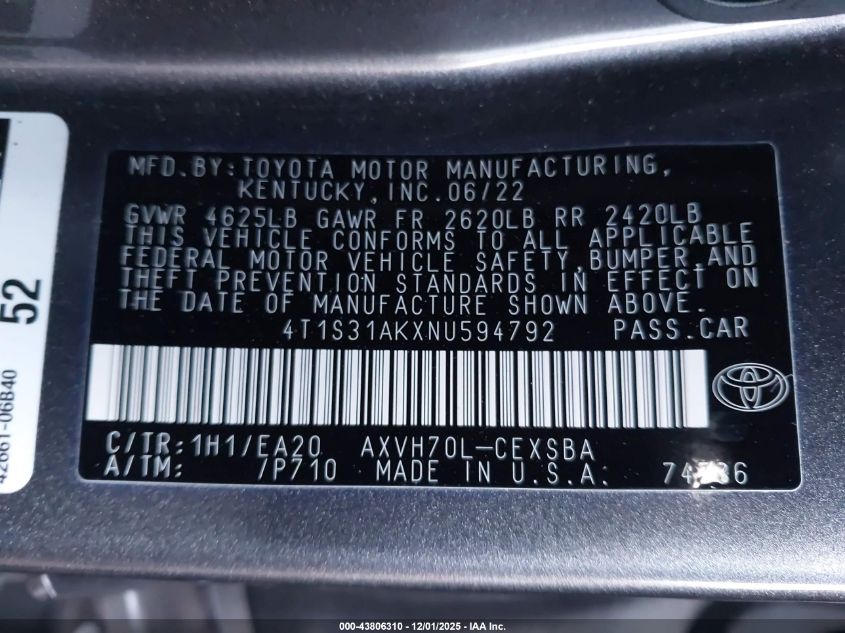 MFD.BY:TOYOTA MOTOR MANUFACTURING,
KENTUCKY,INC.06/22
GVWR 4625LB GAWR FR 2620LB RR 2420LB
THIS VEHICLE CONFORMS TO ALL APPLICABLE
FEDERAL MOTOR VEHICLE SAFETY,BUMPER,AND
THEFT PREVENTION STANDARDS IN EFFECT ON
THE DATE OF MANUFACTURE SHOWN ABOVE.
4T1S31AKXNU594792 PASS.CAR
C/TR:1H1/EA20 AXVH70L-CEXSBA
A/TM: /P710 MADE IN U.S.A.
52
42661-06B40
000-43806310 - 12/01/2025 - IAA Inc.